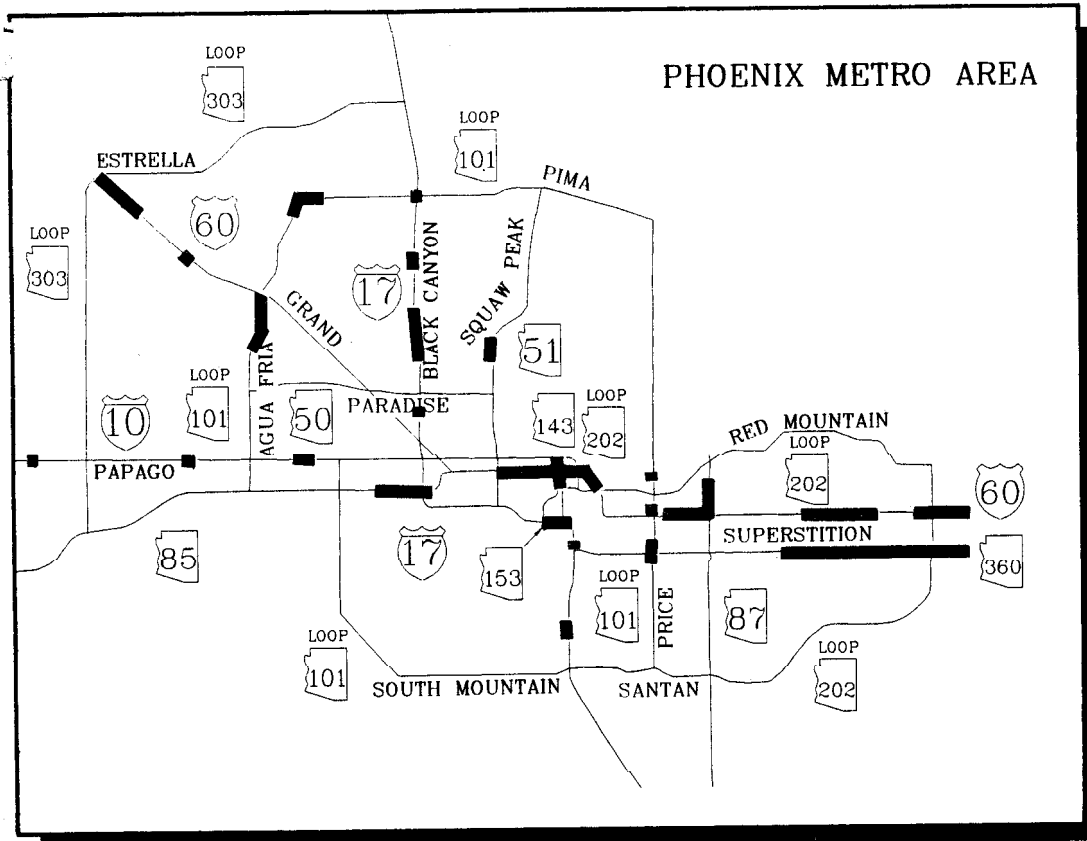 PHOENIX METRO AREA
LOOP
303
LOOP
101
ESTRELLA
PIMA
60
LOOP
303
17
BLACK CANYON
SQUAW PEAK
GRAND
51
AGUA FRIA
LOOP
101
50
PARADISE
10
143
LOOP
202
RED MOUNTAIN
LOOP
202
PAPAGO
60
SUPERSTITION
85
17
153
360
LOOP
101
PRICE
87
LOOP
101
SOUTH MOUNTAIN
SANTAN
LOOP
202